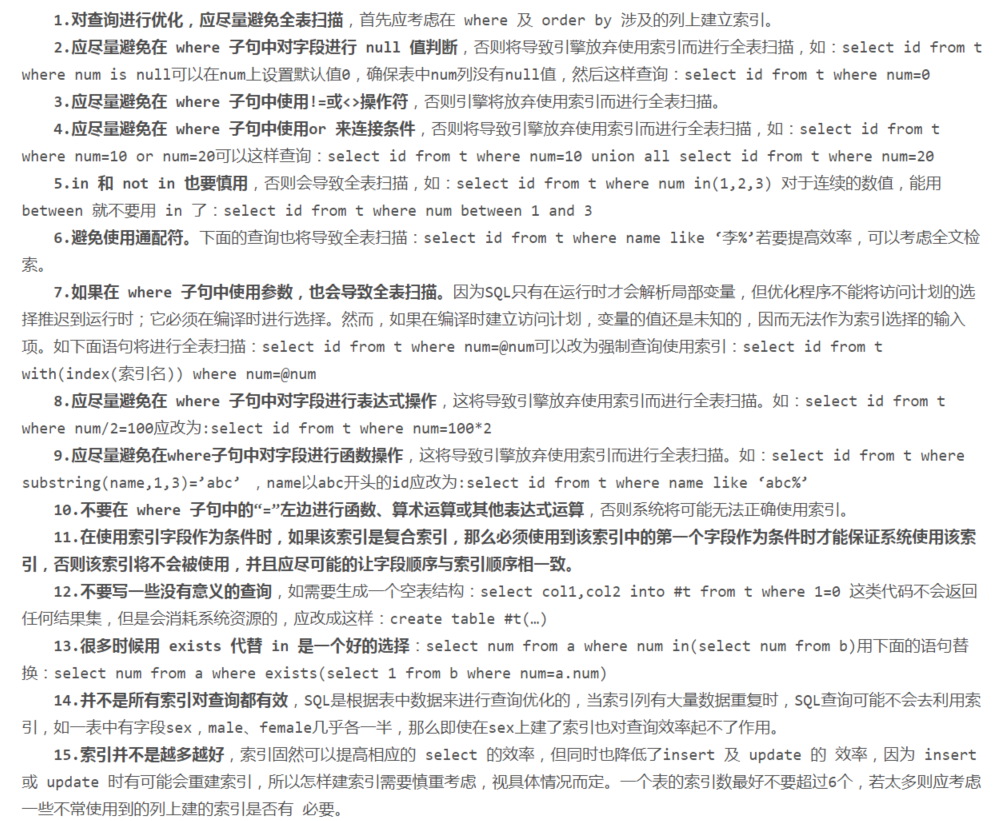 1.对查询进行优化，应尽量避免全表扫描，首先应考虑在 where 及 order by 涉及的列上建立索引。
2.应尽量避免在 where 子句中对字段进行 null 值判断，否则将导致引擎放弃使用索引而进行全表扫描，如：select id from t
where num is null可以在num上设置默认值0，确保表中num列没有null值，然后这样查询：select id from t where num=0
3.应尽量避免在 where 子句中使用!=或<>操作符，否则引擎将放弃使用索引而进行全表扫描。
4.应尽量避免在 where 子句中使用or 来连接条件，否则将导致引擎放弃使用索引而进行全表扫描，如：select id from t
where num=10 or num=20可以这样查询：select id from t where num=10 union all select id from t where num=20
5.in 和 not in 也要慎用，否则会导致全表扫描，如：select id from t where num in(1,2,3) 对于连续的数值，能用
between 就不要用 in 了：select id from t where num between 1 and 3
6.避免使用通配符。下面的查询也将导致全表扫描：select id from t where name like ‘李%’若要提高效率，可以考虑全文检
索。
7.如果在 where 子句中使用参数，也会导致全表扫描。因为SQL只有在运行时才会解析局部变量，但优化程序不能将访问计划的选
择推迟到运行时；它必须在编译时进行选择。然而，如果在编译时建立访问计划，变量的值还是未知的，因而无法作为索引选择的输入
项。如下面语句将进行全表扫描：select id from t where num=@num可以改为强制查询使用索引：select id from t
with(index(索引名)) where num=@num
8.应尽量避免在 where 子句中对字段进行表达式操作，这将导致引擎放弃使用索引而进行全表扫描。如：select id from t
where num/2=100应改为:select id from t where num=100*2
9.应尽量避免在where子句中对字段进行函数操作，这将导致引擎放弃使用索引而进行全表扫描。如：select id from t where
substring(name,1,3)=’abc’ ，name以abc开头的id应改为:select id from t where name like ‘abc%’
10.不要在 where 子句中的“=”左边进行函数、算术运算或其他表达式运算，否则系统将可能无法正确使用索引。
11.在使用索引字段作为条件时，如果该索引是复合索引，那么必须使用到该索引中的第一个字段作为条件时才能保证系统使用该索
引，否则该索引将不会被使用，并且应尽可能的让字段顺序与索引顺序相一致。
12.不要写一些没有意义的查询，如需要生成一个空表结构：select col1,col2 into #t from t where 1=0 这类代码不会返回
任何结果集，但是会消耗系统资源的，应改成这样：create table #t(…)
13.很多时候用 exists 代替 in 是一个好的选择：select num from a where num in(select num from b)用下面的语句替
换：select num from a where exists(select 1 from b where num=a.num)
14.并不是所有索引对查询都有效，SQL是根据表中数据来进行查询优化的，当索引列有大量数据重复时，SQL查询可能不会去利用索
引，如一表中有字段sex，male、female几乎各一半，那么即使在sex上建了索引也对查询效率起不了作用。
15.索引并不是越多越好，索引固然可以提高相应的 select 的效率，但同时也降低了insert 及 update 的 效率，因为 insert
或 update 时有可能会重建索引，所以怎样建索引需要慎重考虑，视具体情况而定。一个表的索引数最好不要超过6个，若太多则应考虑
一些不常使用到的列上建的索引是否有 必要。